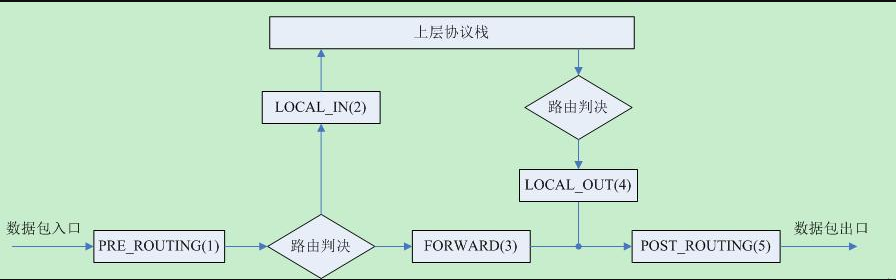 上层协议栈
LOCAL_IN(2)
路由判决
LOCAL_OUT(4)
数据包入口
PRE_ROUTING(1)
路由判决
FORWARD(3)
POST_ROUTING(5)
数据包出口